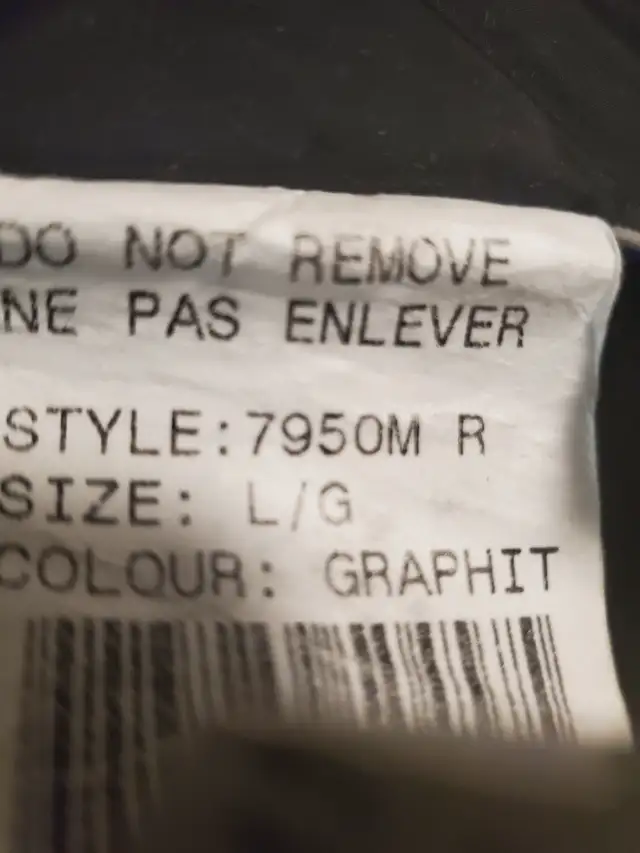 DO NOT REMOVE
NE PAS ENLEVER
STYLE:7950M R
SIZE: L/G
COLOUR: GRAPHIT